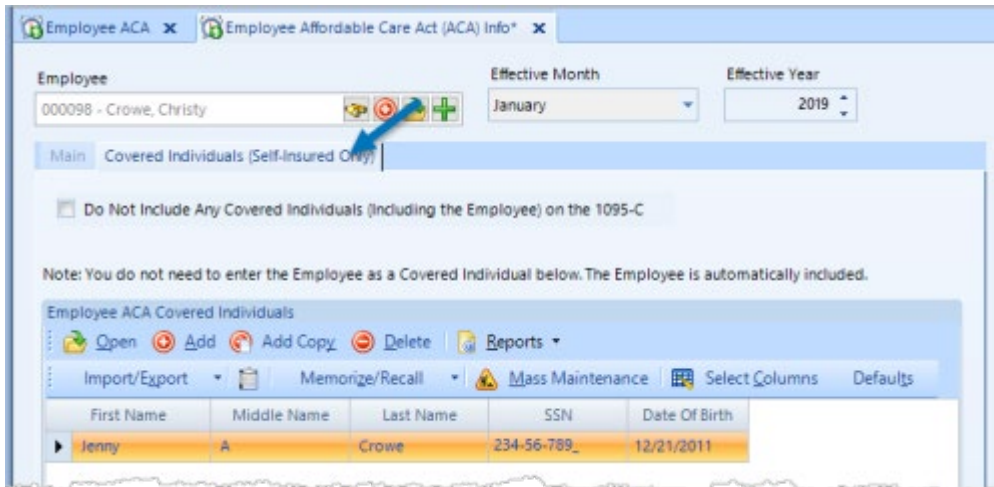 Employee ACA x Employee Affordable Care Act (ACA) Info* x
Employee Effective Month Effective Year
000098 - Crowe, Christy January 2019
Main Covered Individuals (Self-Insured Only)
Do Not Include Any Covered Individuals (Including the Employee) on the 1095-C
Note: You do not need to enter the Employee as a Covered Individual below. The Employee is automatically included.
Employee ACA Covered Individuals
Open Add Add Copy Delete Reports
Import/Export Memorize/Recall Mass Maintenance Select Columns Defaults
First Name Middle Name Last Name SSN Date Of Birth
Jenny A Crowe 234-56-789_ 12/21/2011